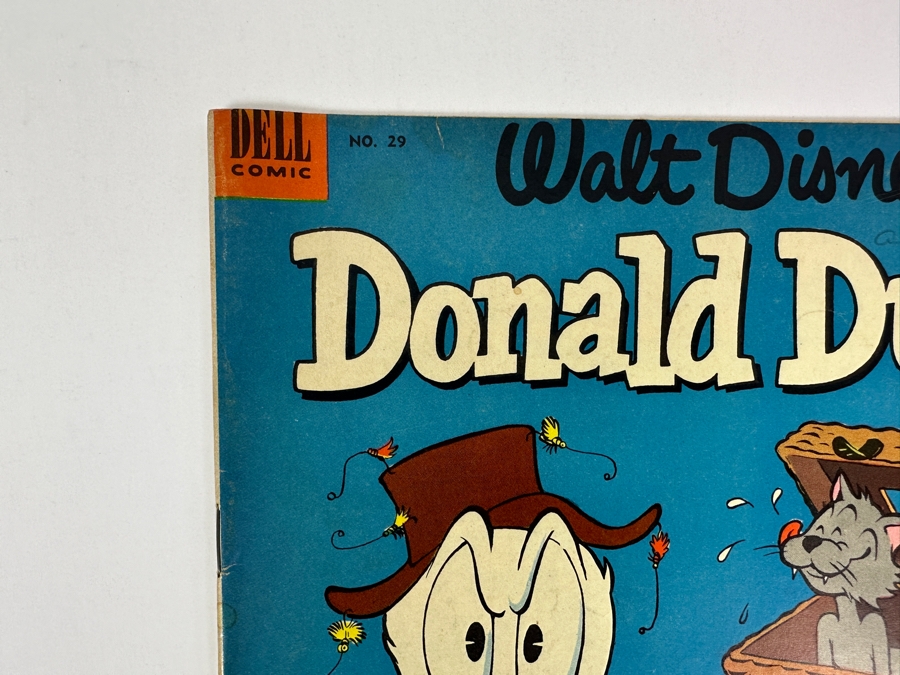 DELL
COMIC
NO. 29
Walt Disne
Donald Du